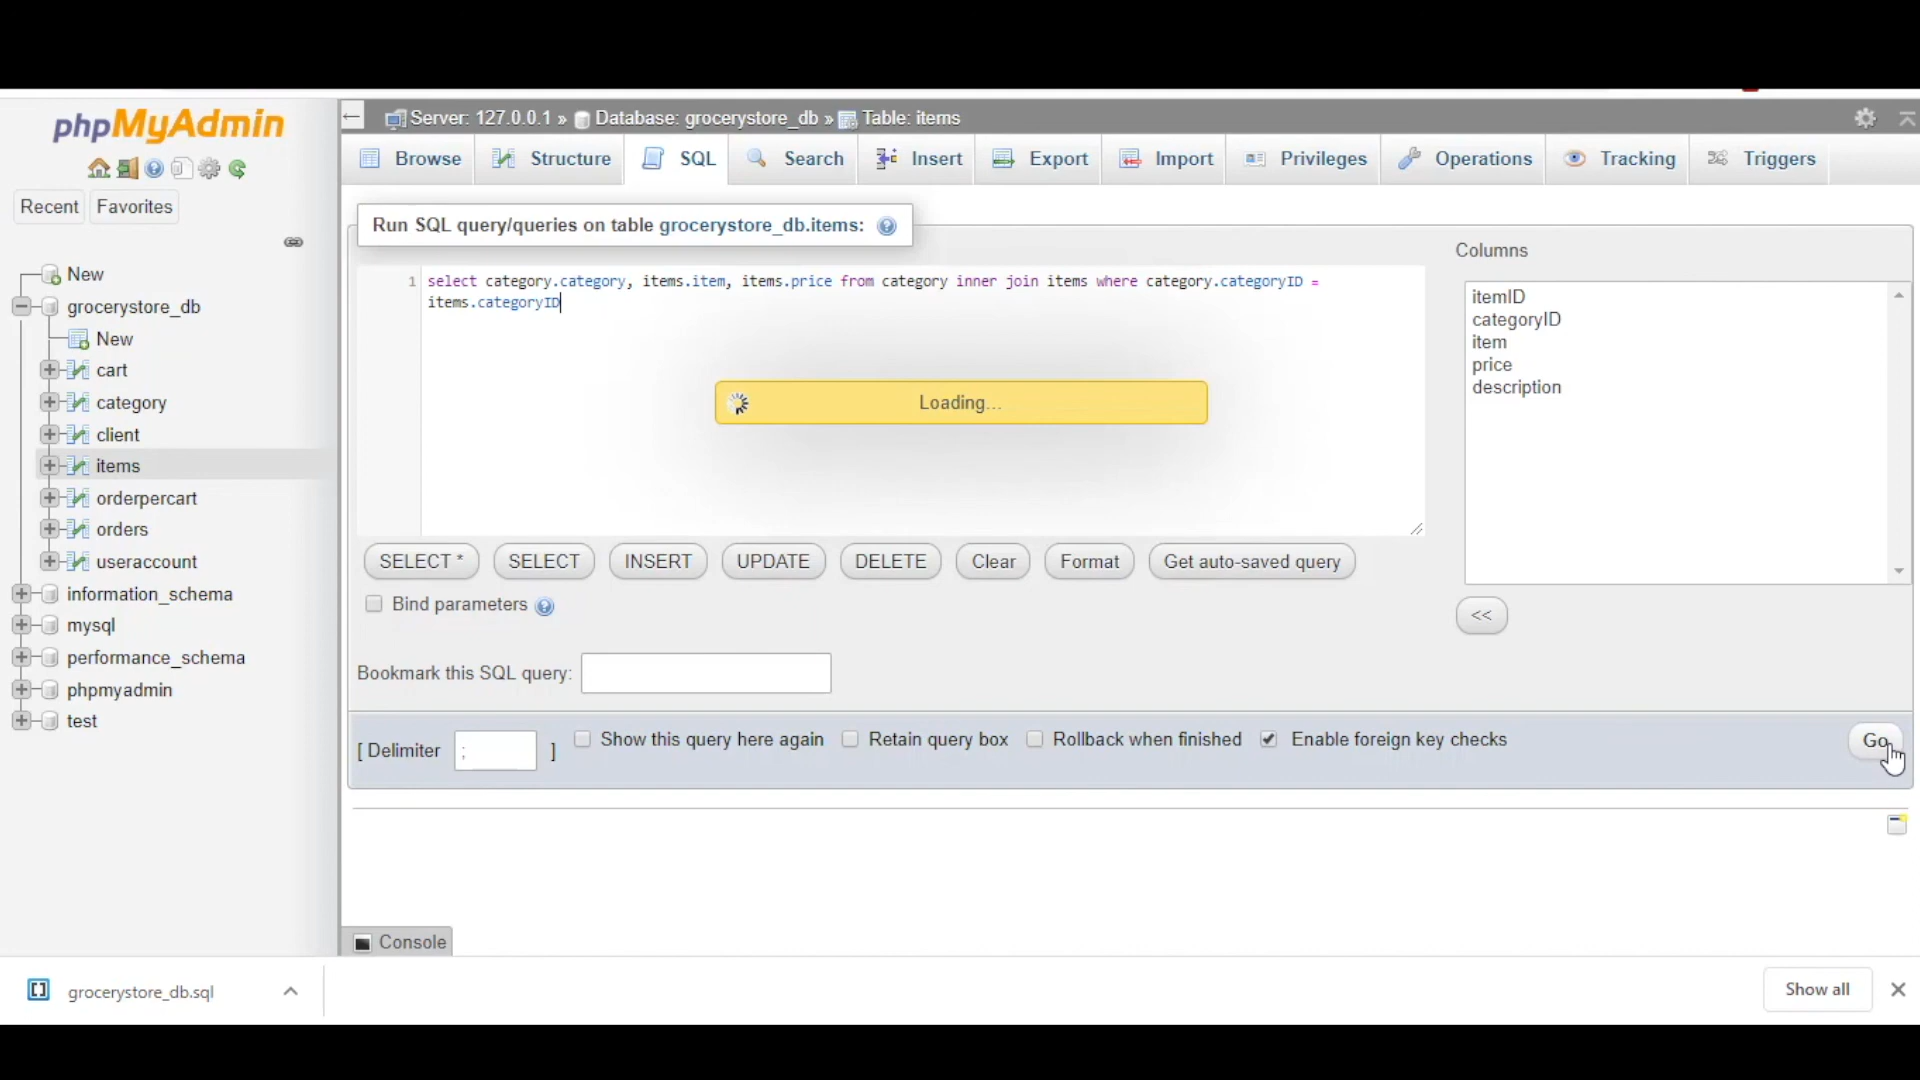 phpMyAdmin
Recent
Favorites
New
grocerystore_db
New
cart
category
client
items
orderpercart
orders
useraccount
information_schema
mysql
performance_schema
phpmyadmin
test
Server: 127.0.0.1 » Database: grocerystore_db » Table: items
Browse
Structure
SQL
Search
Insert
Export
Import
Privileges
Operations
Tracking
Triggers
Run SQL query/queries on table grocerystore_db.items:
1 select category.category, items.item, items.price from category inner join items where category.categoryID =
items.categoryID
Loading...
Columns
itemID
categoryID
item
price
description
<<
SELECT *
SELECT
INSERT
UPDATE
DELETE
Clear
Format
Get auto-saved query
Bind parameters
Bookmark this SQL query:
[ Delimiter ; ]
Show this query here again
Retain query box
Rollback when finished
Enable foreign key checks
Go
Console
grocerystore_db.sql
Show all